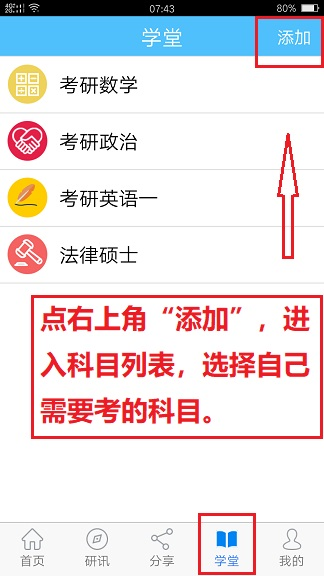 07:43
80%
学堂
添加
考研数学
考研政治
考研英语一
法律硕士
点右上角“添加”，进
入科目列表，选择自己
需要考的科目。
首页
研讯
分享
学堂
我的